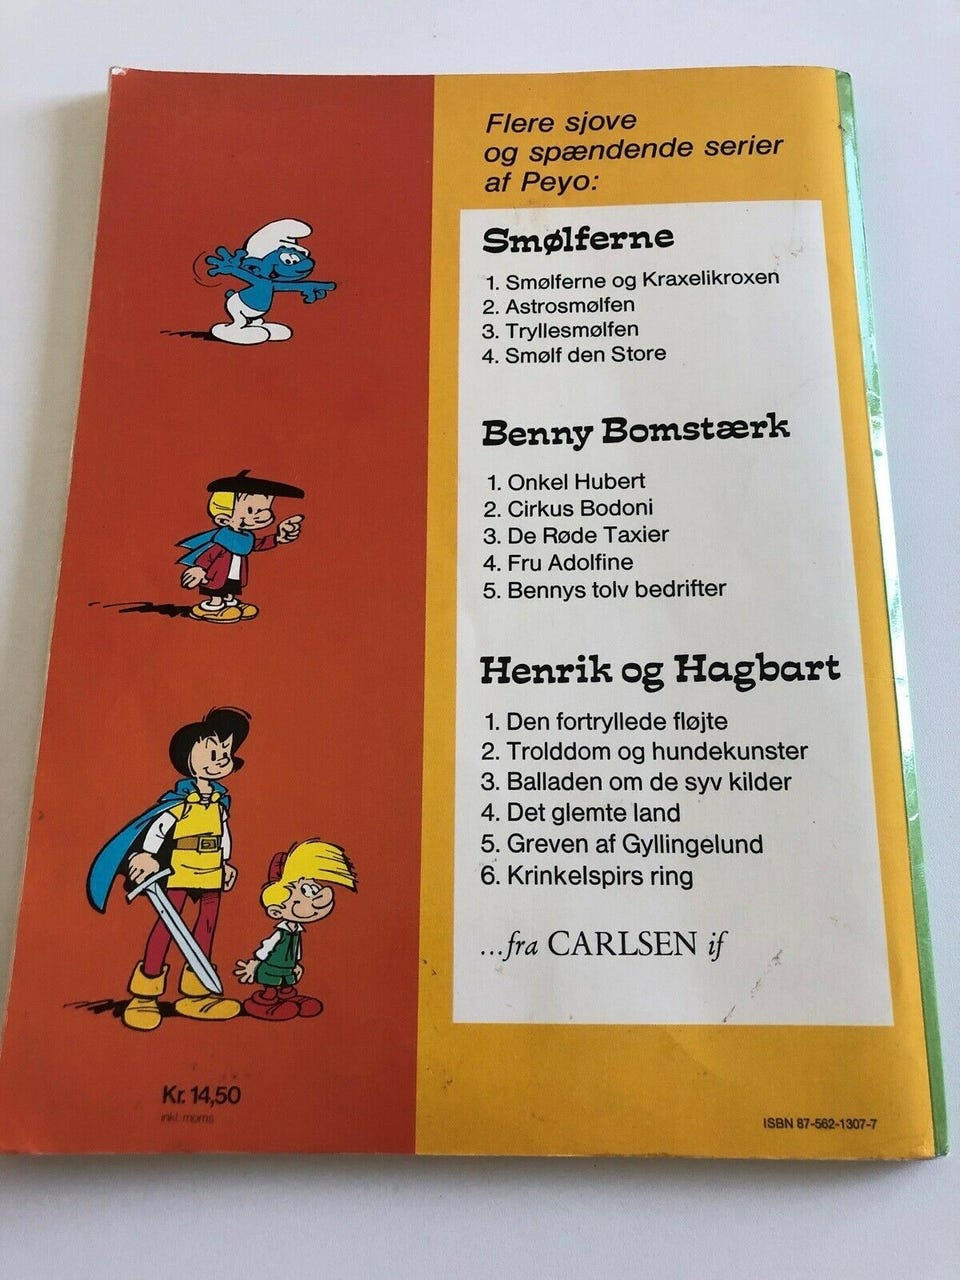 Flere sjove
og spændende serier
af Peyo:
Smølferne
1. Smølferne og Kraxelikroxen
2. Astrosmølfen
3. Tryllesmølfen
4. Smølf den Store
Benny Bomstærk
1. Onkel Hubert
2. Cirkus Bodoni
3. De Røde Taxier
4. Fru Adolfine
5. Bennys tolv bedrifter
Henrik og Hagbart
1. Den fortryllede fløjte
2. Trolddom og hundekunster
3. Balladen om de syv kilder
4. Det glemte land
5. Greven af Gyllingelund
6. Krinkelspirs ring
...fra CARLSEN if
Kr. 14,50
inkl. moms
ISBN 87-562-1307-7